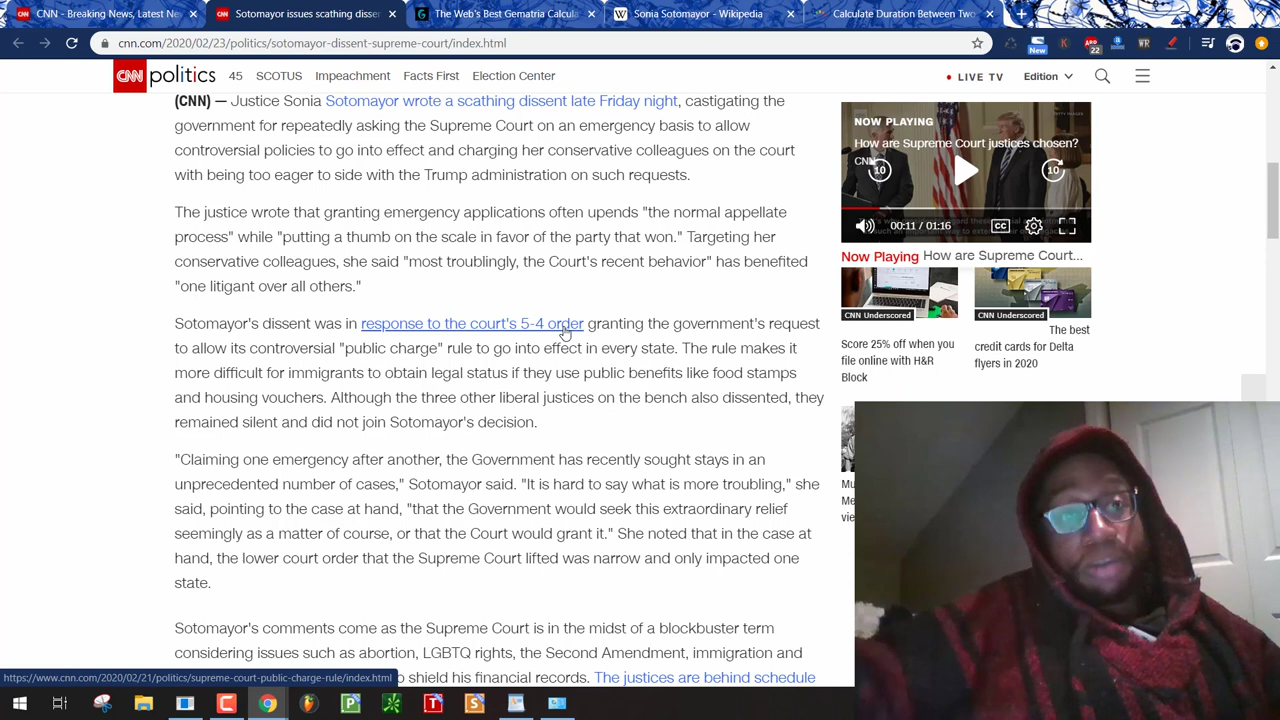 CNN - Breaking News, Latest Ne
Sotomayor issues scathing disse
The Web's Best Gematria Calcula
Sonia Sotomayor - Wikipedia
Calculate Duration Between Two
cnn.com/2020/02/23/politics/sotomayor-dissent-supreme-court/index.html
New
22
WR
CNN politics
45 SCOTUS Impeachment Facts First Election Center
LIVE TV Edition
(CNN) — Justice Sonia Sotomayor wrote a scathing dissent late Friday night, castigating the
government for repeatedly asking the Supreme Court on an emergency basis to allow
controversial policies to go into effect and charging her conservative colleagues on the court
with being too eager to side with the Trump administration on such requests.
The justice wrote that granting emergency applications often upends "the normal appellate
process" while "putting a thumb on the scale in favor of the party that won." Targeting her
conservative colleagues, she said "most troublingly, the Court's recent behavior" has benefited
"one litigant over all others."
Sotomayor's dissent was in response to the court's 5-4 order granting the government's request
to allow its controversial "public charge" rule to go into effect in every state. The rule makes it
more difficult for immigrants to obtain legal status if they use public benefits like food stamps
and housing vouchers. Although the three other liberal justices on the bench also dissented, they
remained silent and did not join Sotomayor's decision.
"Claiming one emergency after another, the Government has recently sought stays in an
unprecedented number of cases," Sotomayor said. "It is hard to say what is more troubling," she
said, pointing to the case at hand, "that the Government would seek this extraordinary relief
seemingly as a matter of course, or that the Court would grant it." She noted that in the case at
hand, the lower court order that the Supreme Court lifted was narrow and only impacted one
state.
Sotomayor's comments come as the Supreme Court is in the midst of a blockbuster term
considering issues such as abortion, LGBTQ rights, the Second Amendment, immigration and
o shield his financial records. The justices are behind schedule
https://www.cnn.com/2020/02/21/politics/supreme-court-public-charge-rule/index.html
NOW PLAYING
How are Supreme Court justices chosen?
CNN
10
10
00:11 / 01:16
CC
Now Playing How are Supreme Court...
CNN Underscored
CNN Underscored
Score 25% off when you
file online with H&R
Block
The best
credit cards for Delta
flyers in 2020
Mu
Me
vie